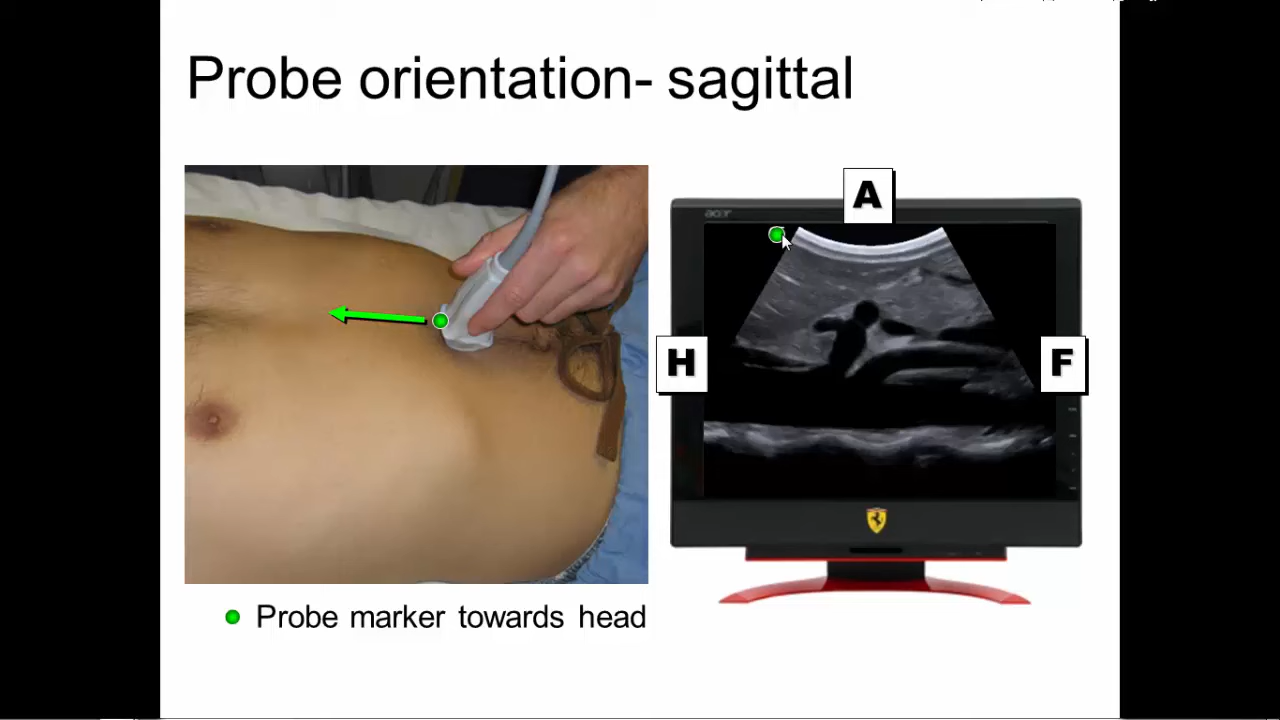 Probe orientation- sagittal
A
acer
H
F
Probe marker towards head